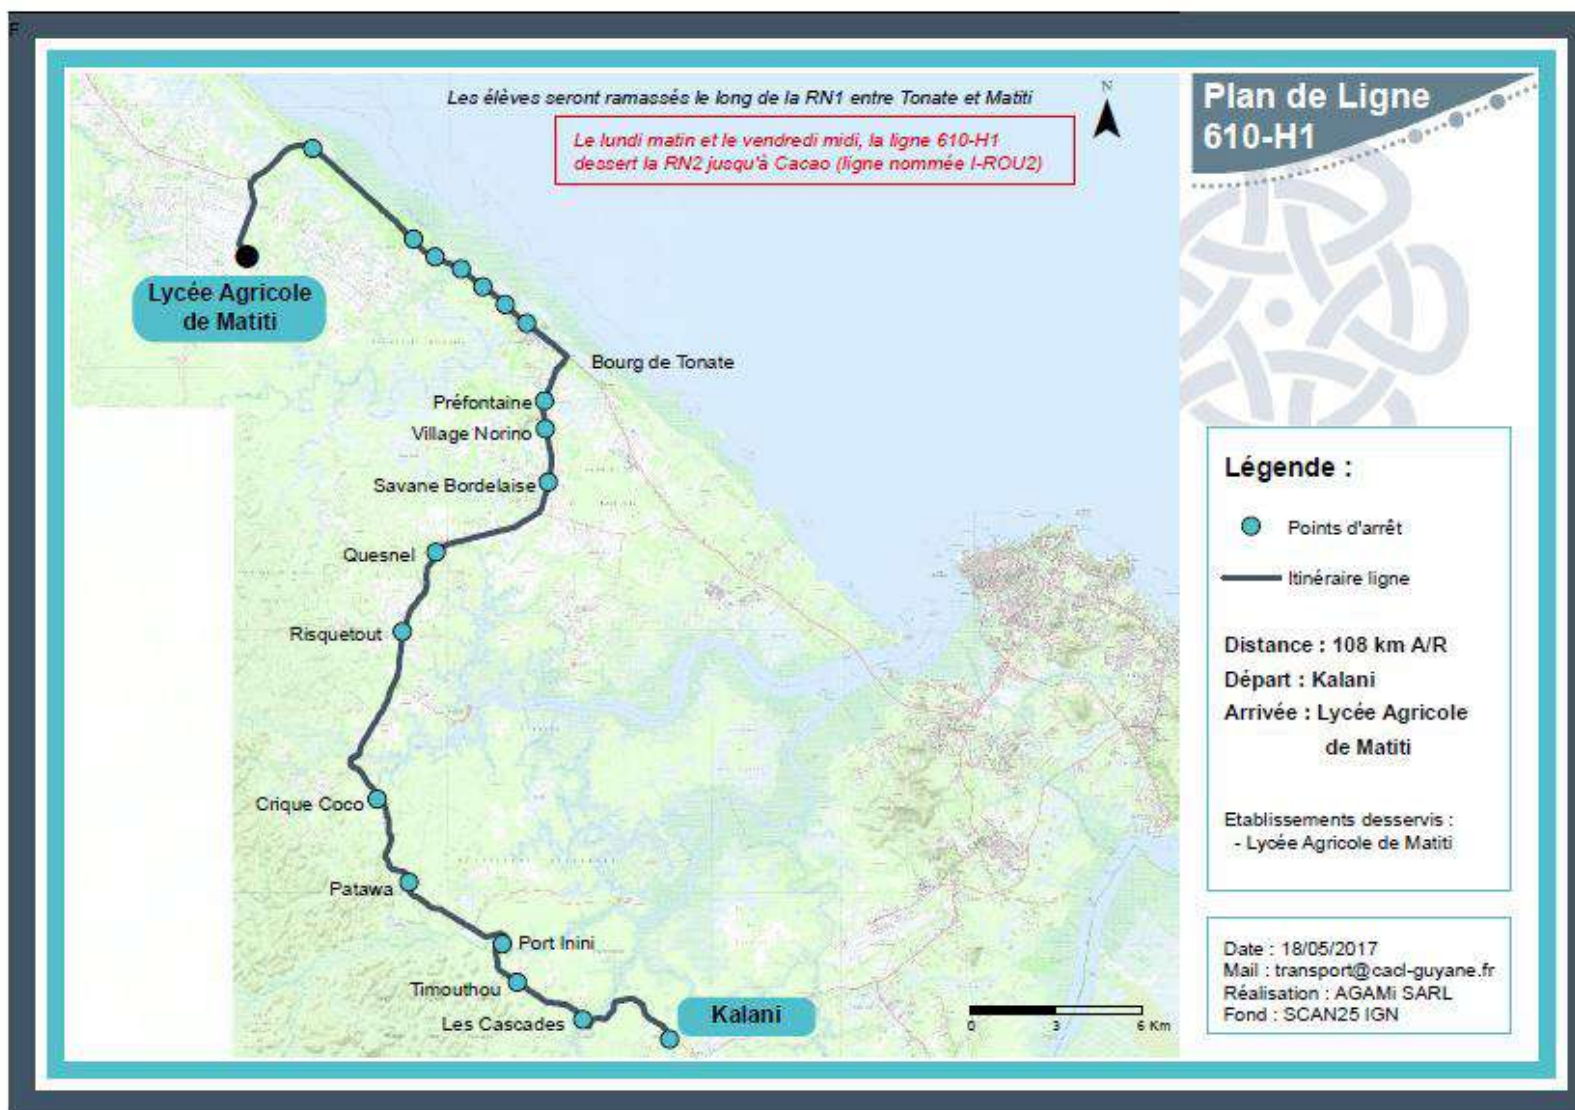 F
Les élèves seront ramassés le long de la RN1 entre Tonate et Matiti
Le lundi matin et le vendredi midi, la ligne 610-H1
dessert la RN2 jusqu'à Cacao (ligne nommée I-ROU2)
N
Plan de Ligne
610-H1
Lycée Agricole
de Matiti
Bourg de Tonate
Préfontaine
Village Norino
Savane Bordelaise
Quesnel
Risquetout
Crique Coco
Patawa
Port Inini
Timouthou
Les Cascades
Kalani
0 3 6 Km
Légende :
Points d'arrêt
Itinéraire ligne
Distance : 108 km A/R
Départ : Kalani
Arrivée : Lycée Agricole
de Matiti
Etablissements desservis :
- Lycée Agricole de Matiti
Date : 18/05/2017
Mail : transport@cacl-guyane.fr
Réalisation : AGAMi SARL
Fond : SCAN25 IGN